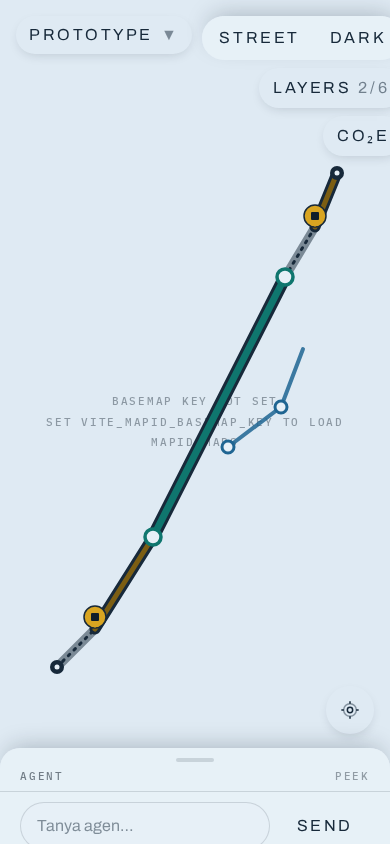 PROTOTYPE ▼
STREET DARK
LAYERS 2/6
CO₂E
BASEMAP KEY NOT SET
SET VITE_MAPID_BASEMAP_KEY TO LOAD
MAPID MAPS
AGENT PEEK
Tanya agen... SEND